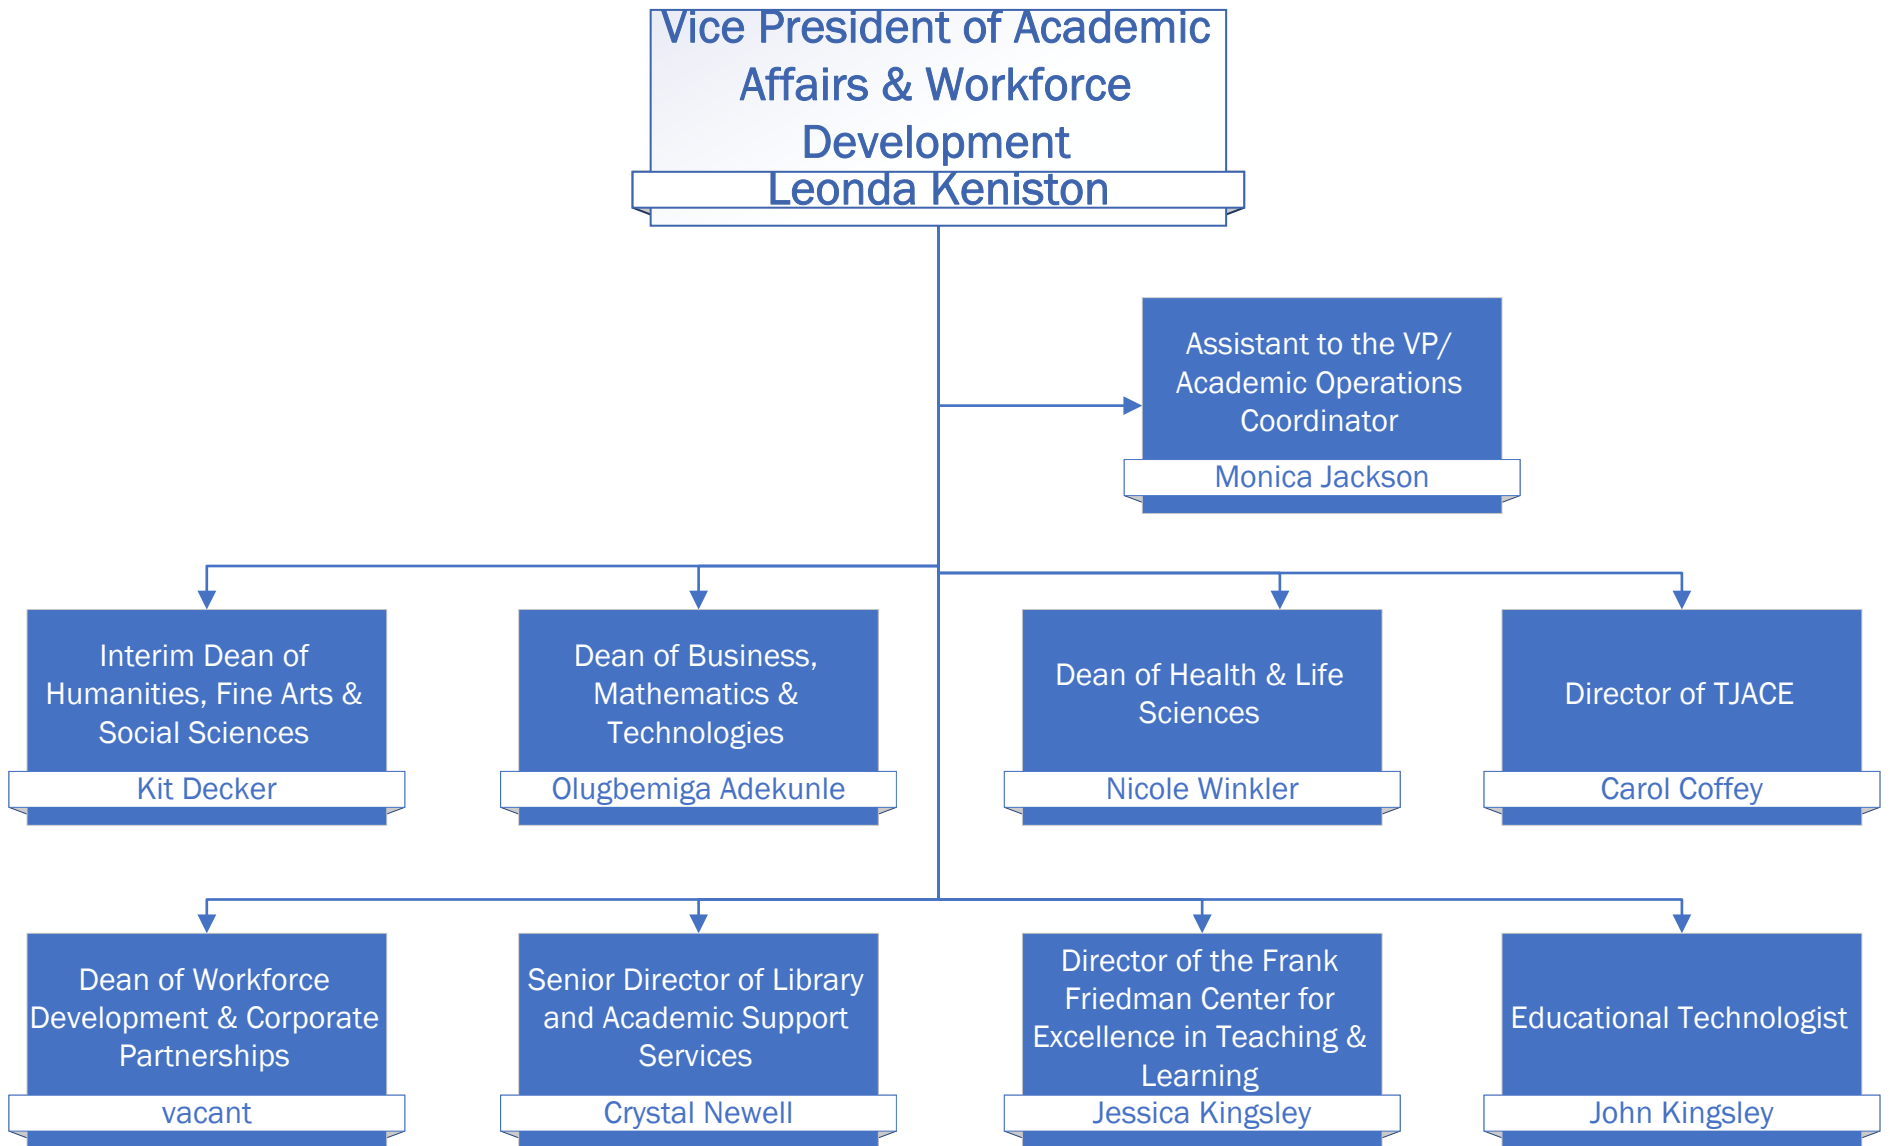 Vice President of Academic
Affairs & Workforce
Development
Leonda Keniston
Assistant to the VP/
Academic Operations
Coordinator
Monica Jackson
Interim Dean of
Humanities, Fine Arts &
Social Sciences
Kit Decker
Dean of Business,
Mathematics &
Technologies
Olugbemiga Adekunle
Dean of Health & Life
Sciences
Nicole Winkler
Director of TJACE
Carol Coffey
Dean of Workforce
Development & Corporate
Partnerships
vacant
Senior Director of Library
and Academic Support
Services
Crystal Newell
Director of the Frank
Friedman Center for
Excellence in Teaching &
Learning
Jessica Kingsley
Educational Technologist
John Kingsley